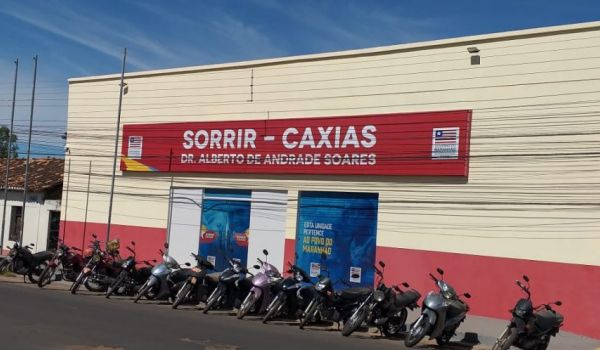 SORRIR - CAXIAS
DR. ALBERTO DE ANDRADE SOARES
ESTA UNIDADE
PERTENCE
AO POVO DO
MARANHÃO